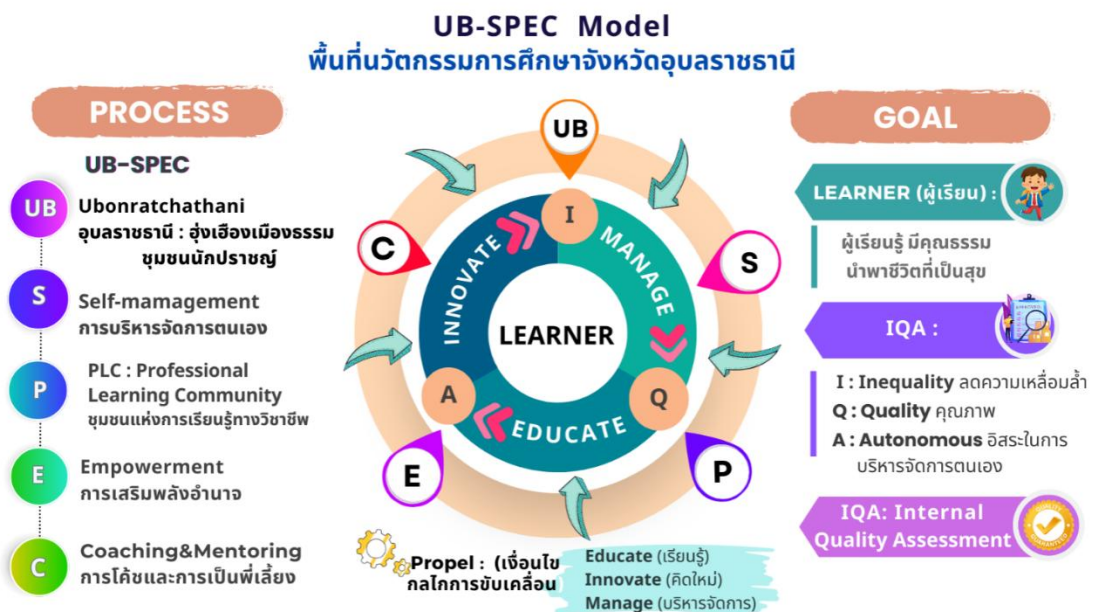 UB-SPEC Model
พื้นที่นวัตกรรมการศึกษาจังหวัดอุบลราชธานี
PROCESS
UB-SPEC
UB
Ubonratchathani
อุบลราชธานี : ฮุ่งเฮืองเมืองธรรม
ชุมชนนักปราชญ์
S
Self-mamagement
การบริหารจัดการตนเอง
P
PLC : Professional
Learning Community
ชุมชนแห่งการเรียนรู้ทางวิชาชีพ
E
Empowerment
การเสริมพลังอำนาจ
C
Coaching&Mentoring
การโค้ชและการเป็นพี่เลี้ยง
UB
C
S
E
P
I
A
Q
INNOVATE
MANAGE
EDUCATE
LEARNER
Propel : (เงื่อนไข
กลไกการขับเคลื่อน
Educate (เรียนรู้)
Innovate (คิดใหม่)
Manage (บริหารจัดการ)
GOAL
LEARNER (ผู้เรียน) :
ผู้เรียนรู้ มีคุณธรรม
นำพาชีวิตที่เป็นสุข
IQA :
I : Inequality ลดความเหลื่อมล้ำ
Q : Quality คุณภาพ
A : Autonomous อิสระในการ
บริหารจัดการตนเอง
IQA: Internal
Quality Assessment